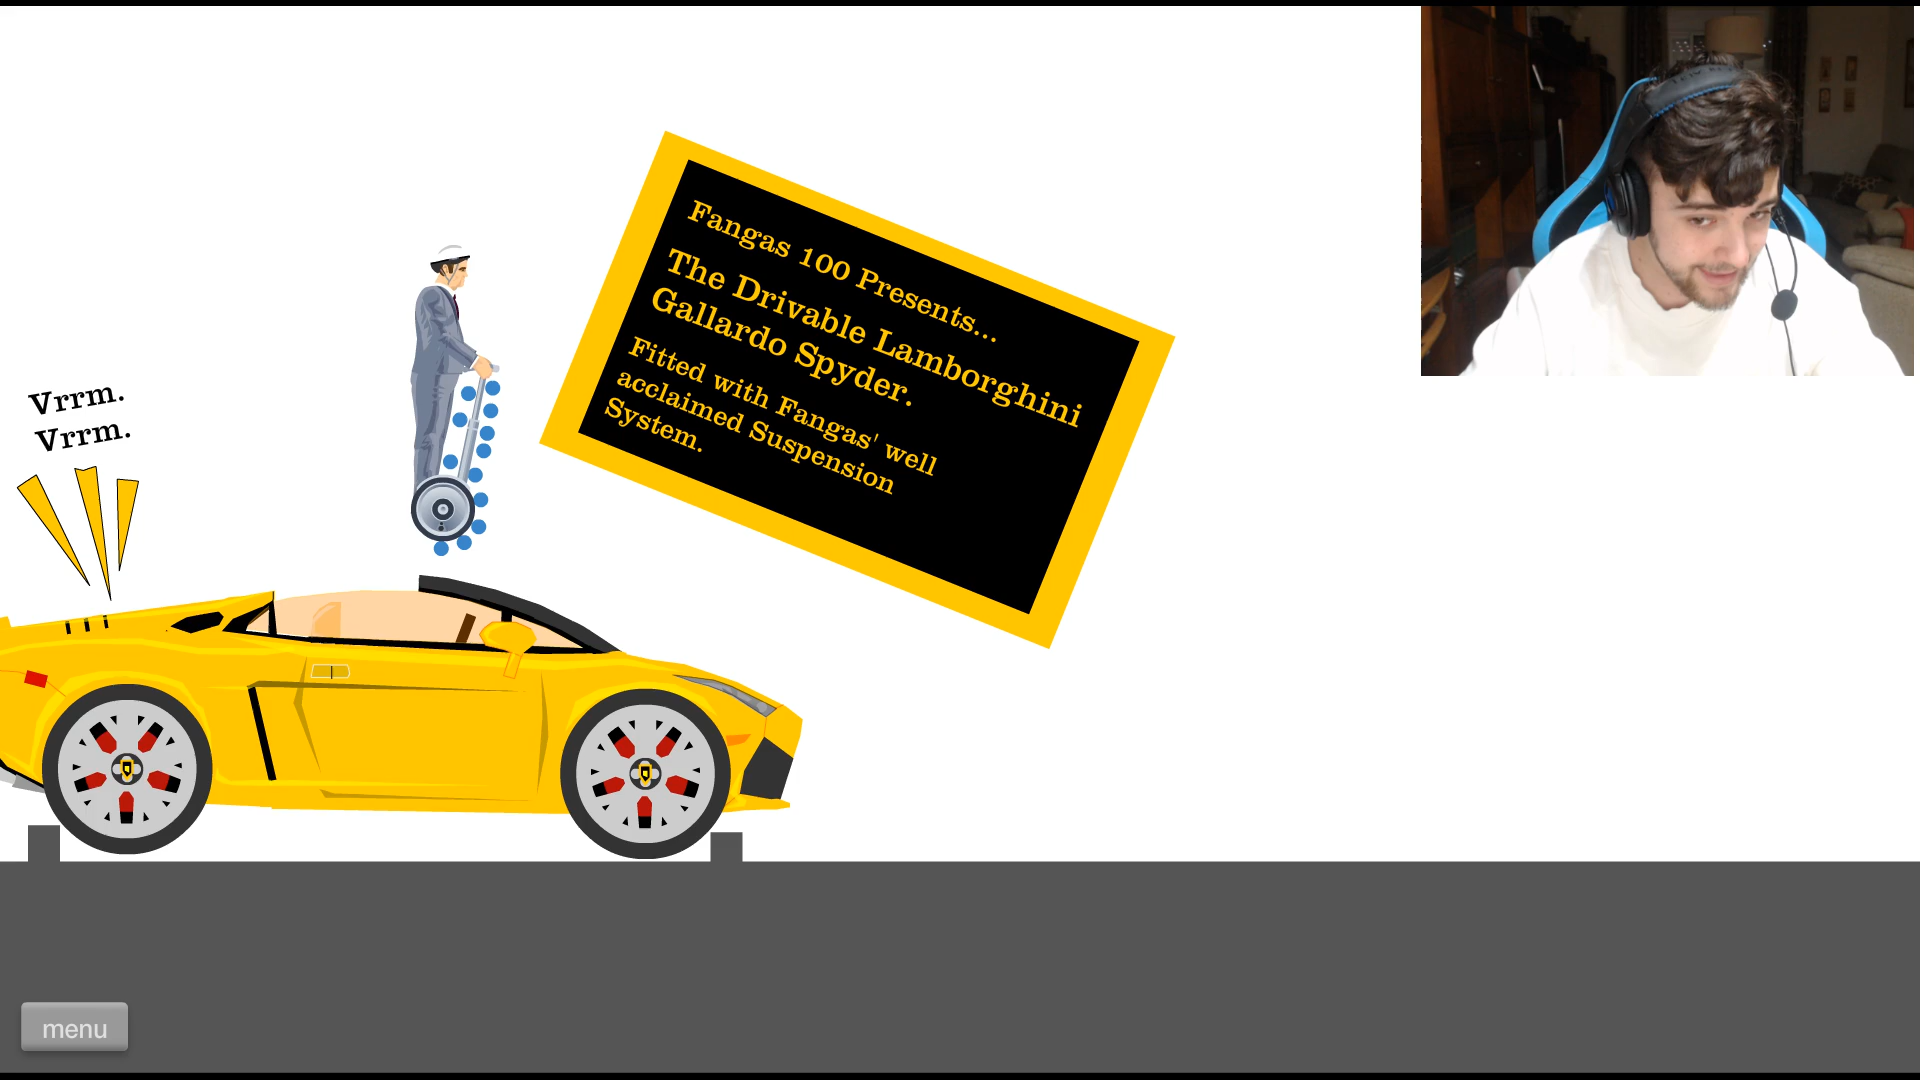 Fangas 100 Presents...
The Drivable Lamborghini
Gallardo Spyder.
Fitted with Fangas' well
acclaimed Suspension
System.
Vrrm.
Vrrm.
menu